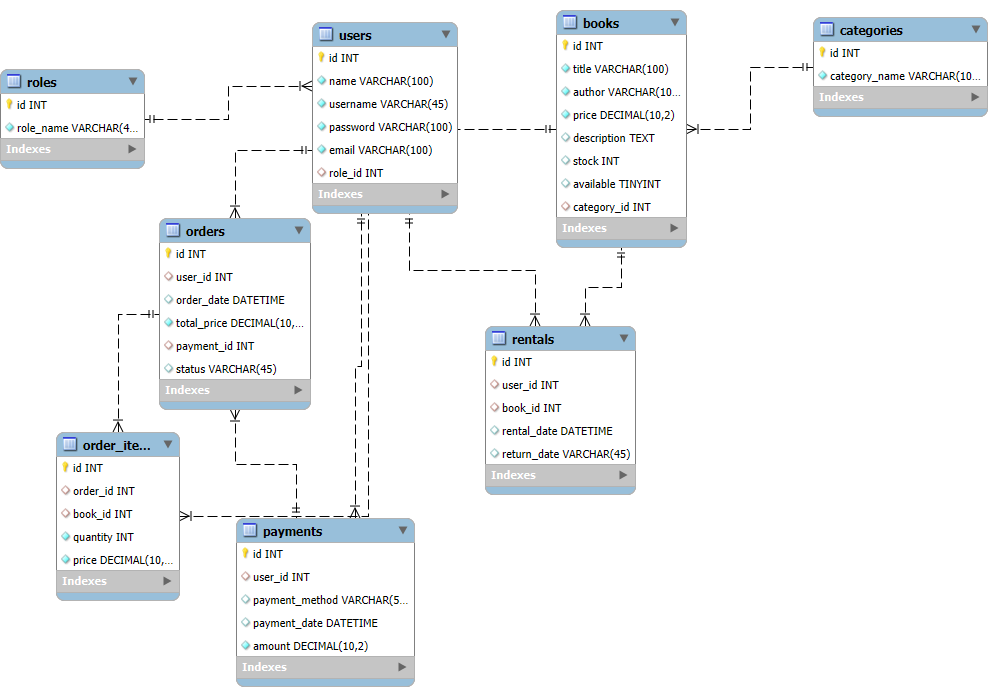 roles
id INT
role_name VARCHAR(4...
Indexes
users
id INT
name VARCHAR(100)
username VARCHAR(45)
password VARCHAR(100)
email VARCHAR(100)
role_id INT
Indexes
books
id INT
title VARCHAR(100)
author VARCHAR(10...
price DECIMAL(10,2)
description TEXT
stock INT
available TINYINT
category_id INT
Indexes
categories
id INT
category_name VARCHAR(10...
Indexes
orders
id INT
user_id INT
order_date DATETIME
total_price DECIMAL(10,...
payment_id INT
status VARCHAR(45)
Indexes
rentals
id INT
user_id INT
book_id INT
rental_date DATETIME
return_date VARCHAR(45)
Indexes
order_ite...
id INT
order_id INT
book_id INT
quantity INT
price DECIMAL(10,...
Indexes
payments
id INT
user_id INT
payment_method VARCHAR(5...
payment_date DATETIME
amount DECIMAL(10,2)
Indexes